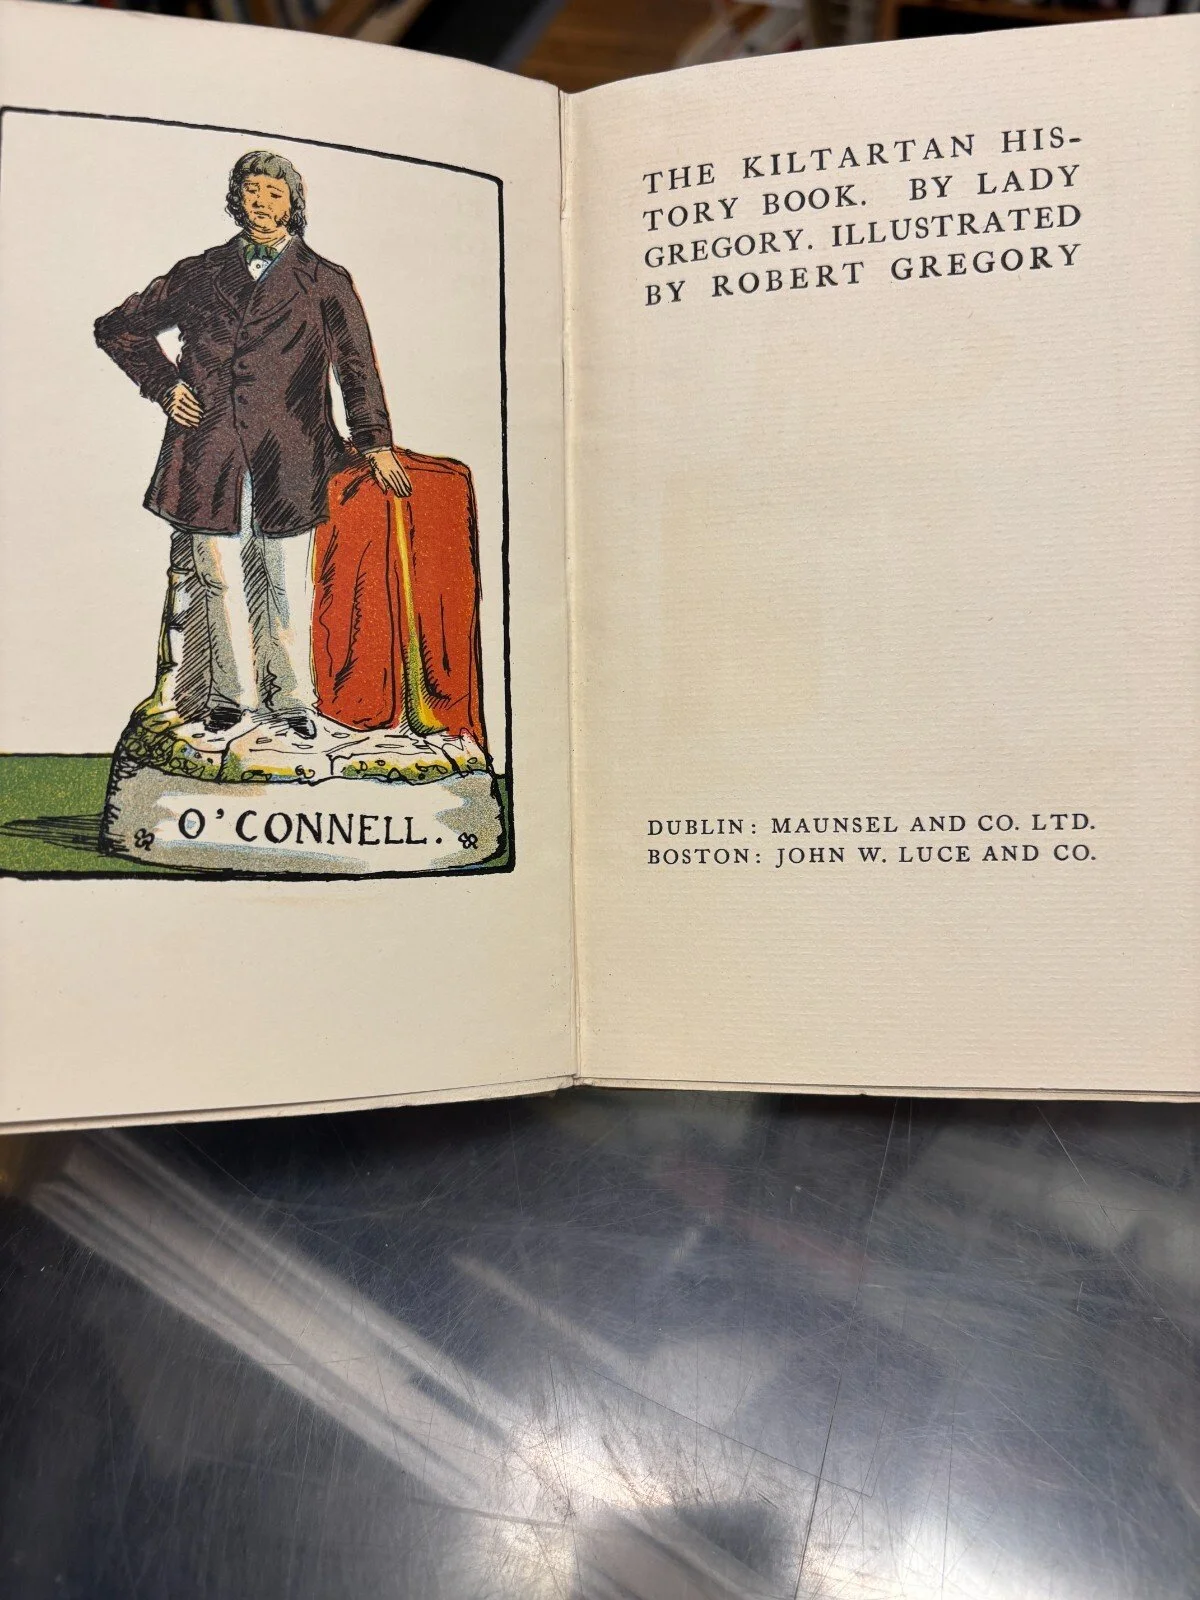 O'CONNELL.
THE KILTARTAN HIS-
TORY BOOK. BY LADY
GREGORY. ILLUSTRATED
BY ROBERT GREGORY
DUBLIN: MAUNSEL AND CO. LTD.
BOSTON: JOHN W. LUCE AND CO.